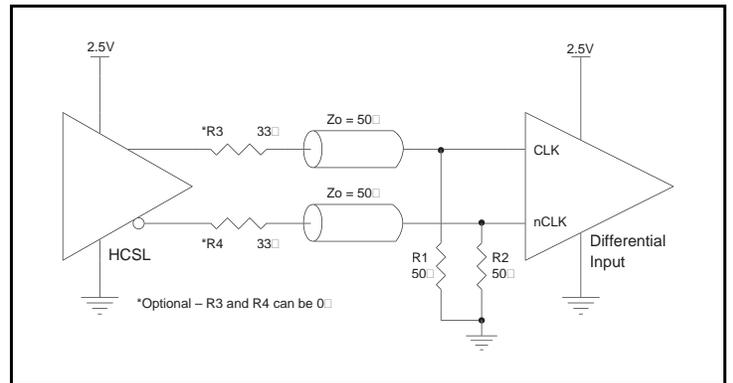 2.5V
2.5V
*R3 33□
Zo = 50□
CLK
Zo = 50□
nCLK
*R4 33□
HCSL
R1
50□
R2
50□
Differential
Input
*Optional – R3 and R4 can be 0□